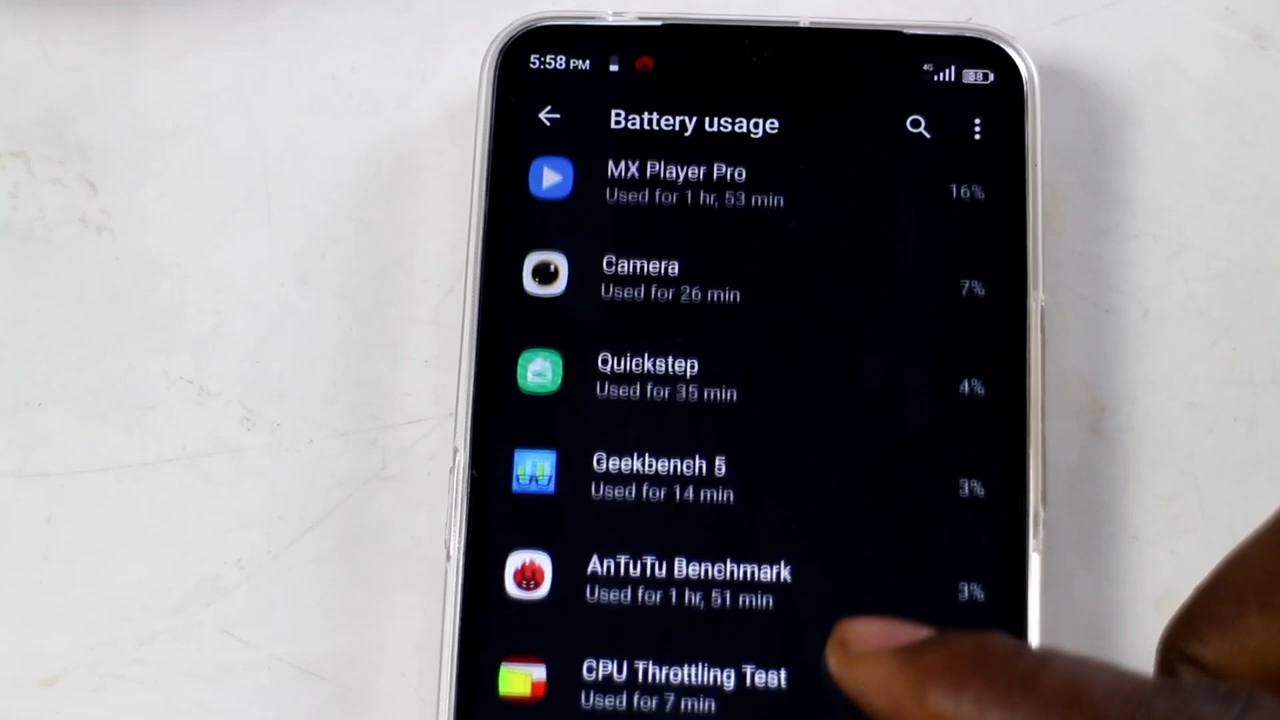 5:58 PM
4G
38
Battery usage
MX Player Pro
Used for 1 hr, 53 min
16%
Camera
Used for 26 min
7%
Quickstep
Used for 35 min
4%
Geekbench 5
Used for 14 min
3%
AnTuTu Benchmark
Used for 1 hr, 51 min
3%
CPU Throttling Test
Used for 7 min